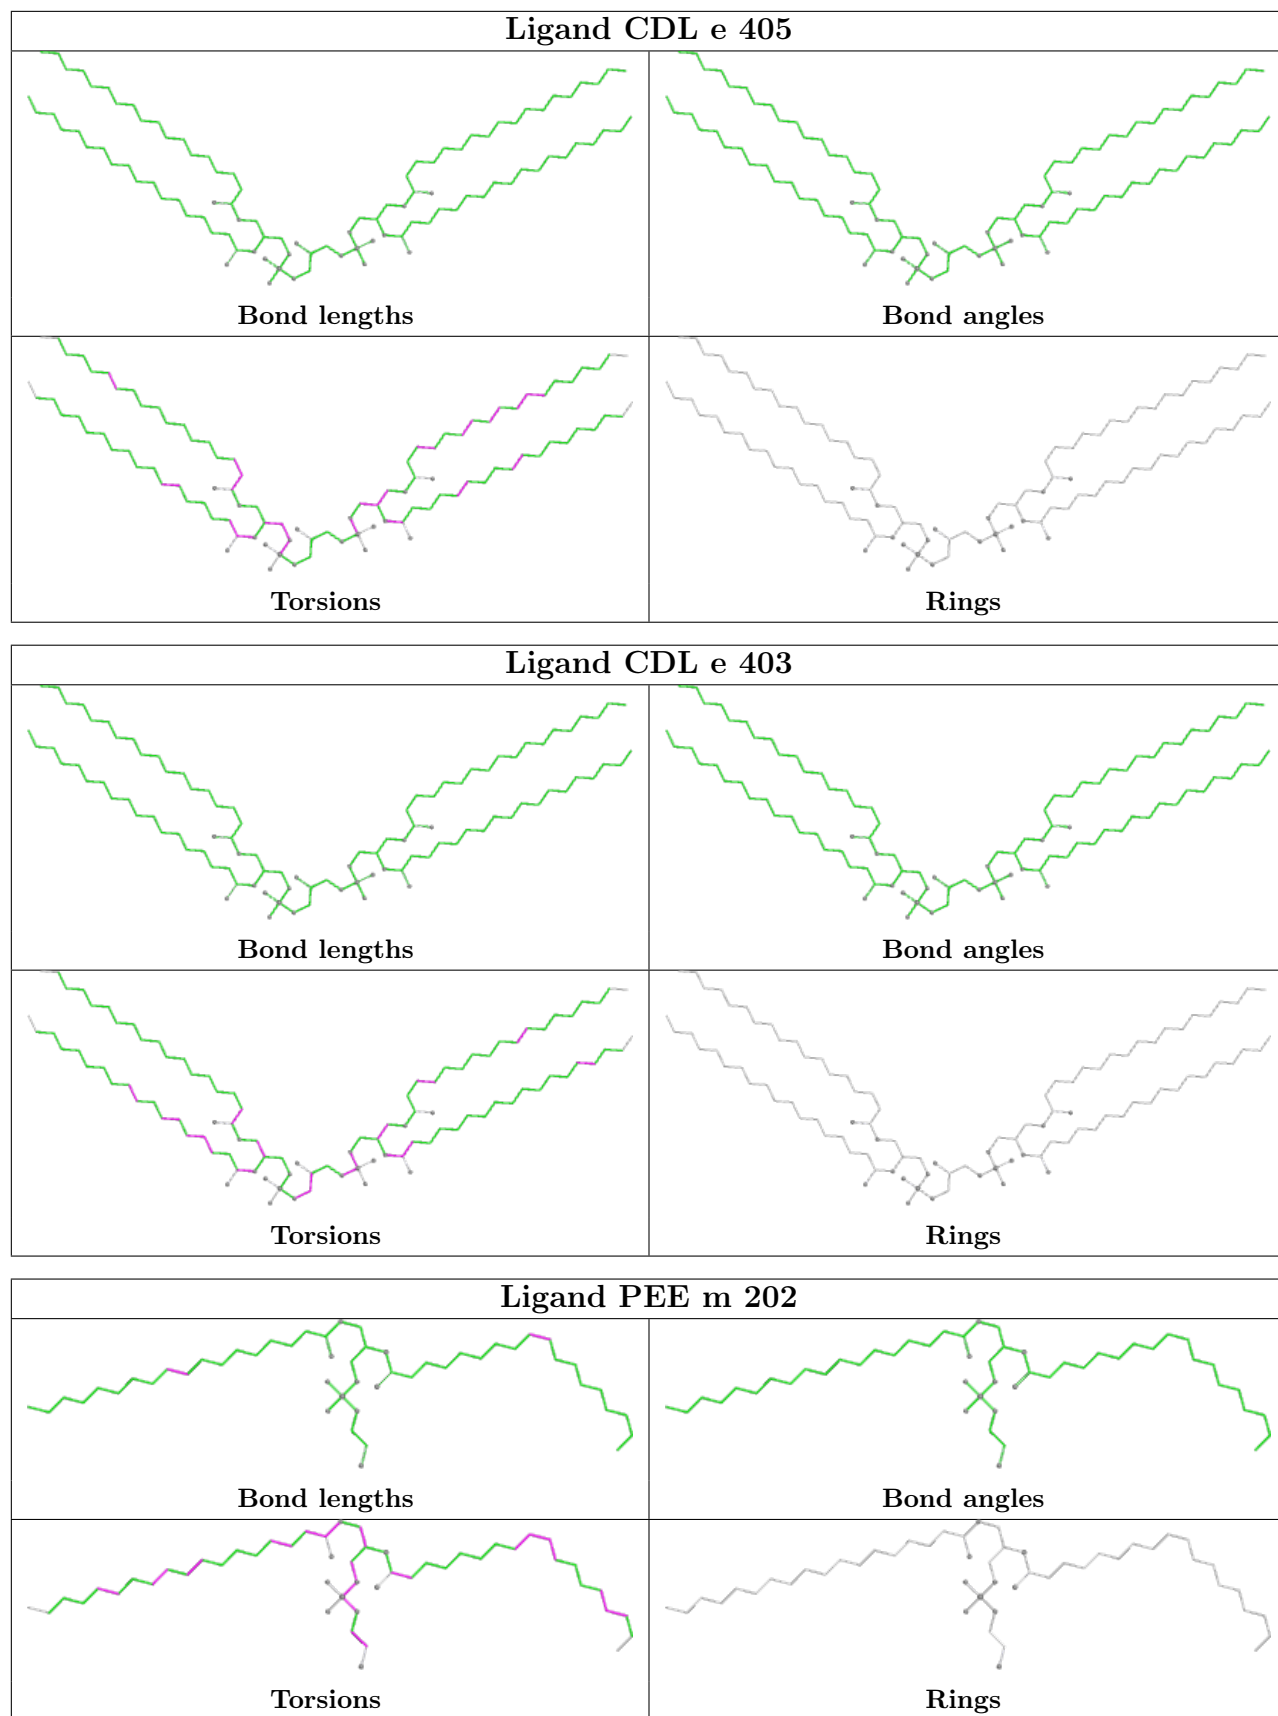 Ligand CDL e 405
Bond lengths
Bond angles
Torsions
Rings
Ligand CDL e 403
Bond lengths
Bond angles
Torsions
Rings
Ligand PEE m 202
Bond lengths
Bond angles
Torsions
Rings